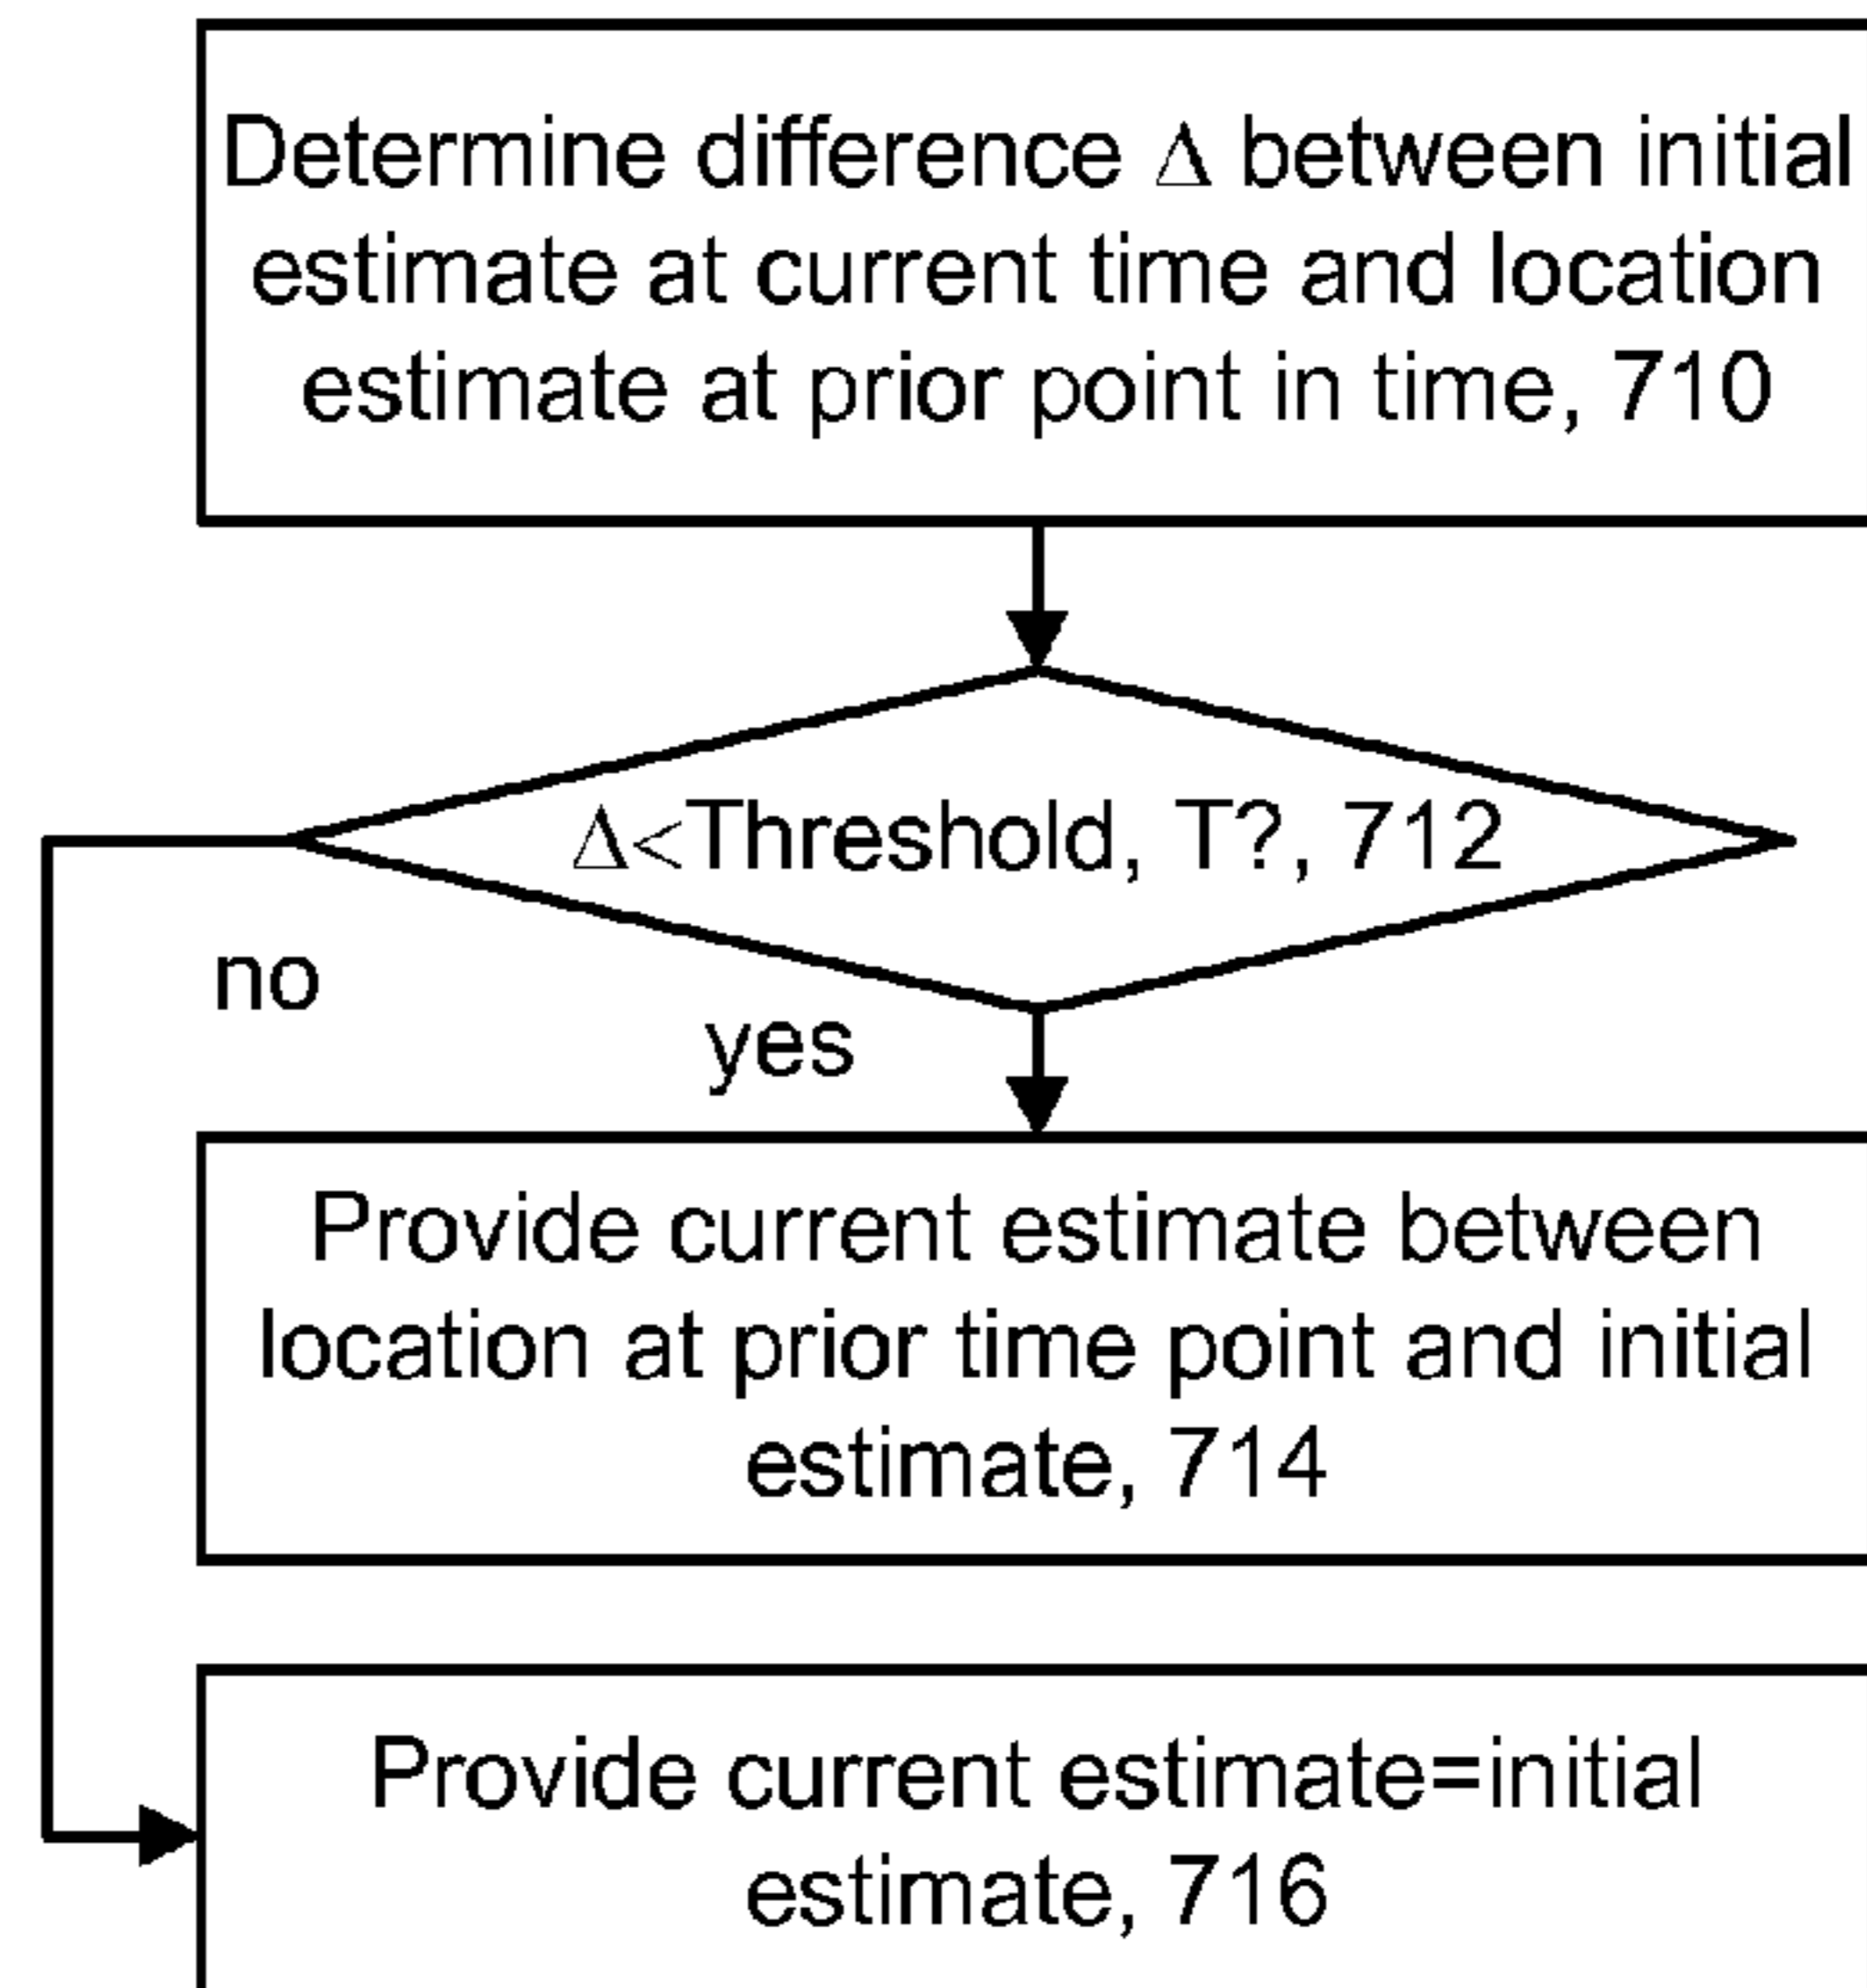 Determine difference Δ between initial
estimate at current time and location
estimate at prior point in time, 710
Δ<Threshold, T?, 712
no
yes
Provide current estimate between
location at prior time point and initial
estimate, 714
Provide current estimate=initial
estimate, 716